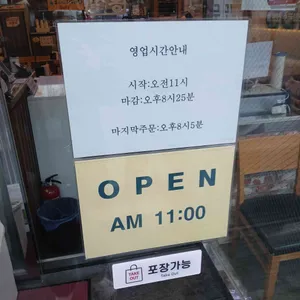 영업시간안내
시작:오전11시
마감:오후8시25분
마지막주문:오후8시5분
OPEN
AM 11:00
TAKE OUT
포장가능
Take Out